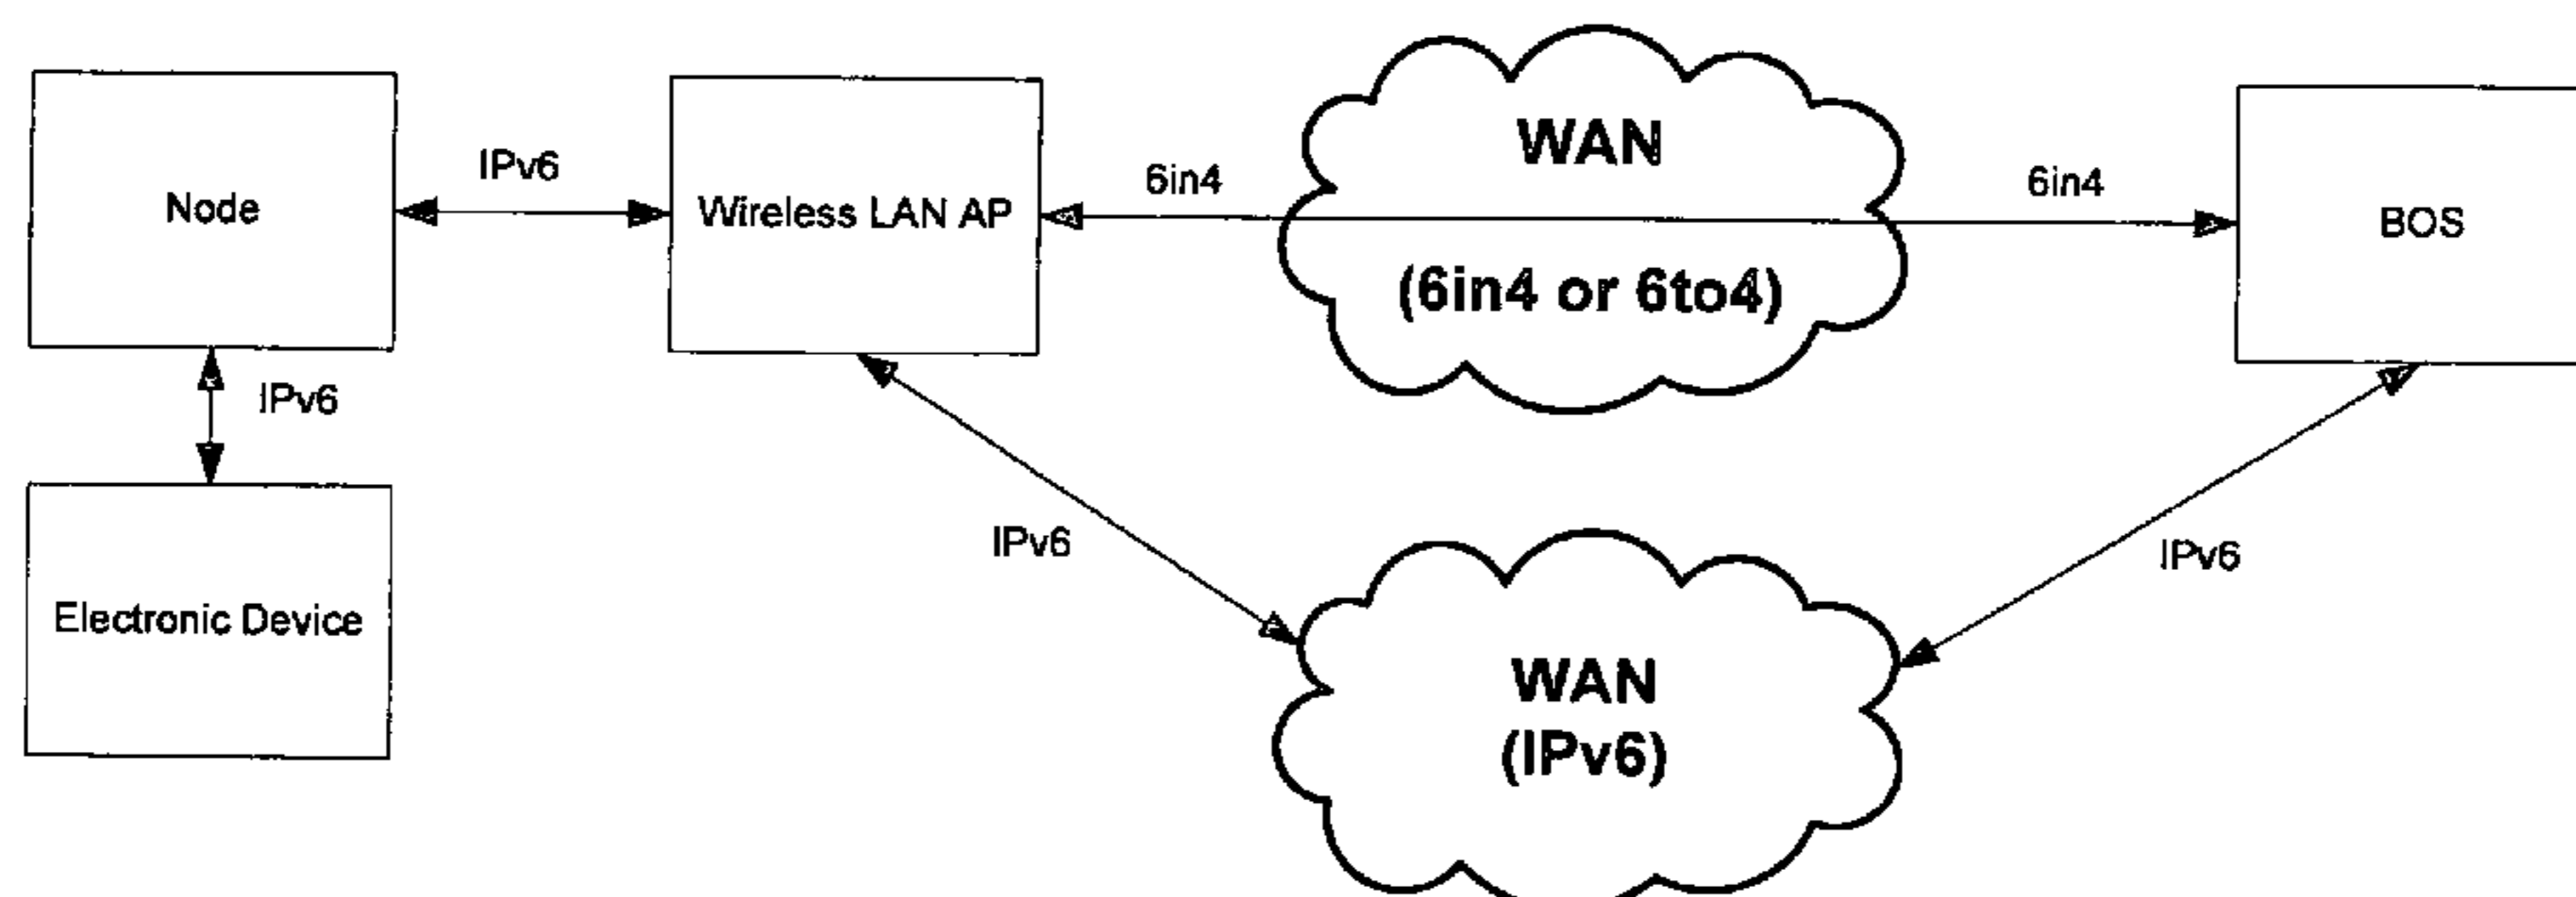 Node
IPv6
Wireless LAN AP
6in4
WAN
(6in4 or 6to4)
6in4
BOS
IPv6
Electronic Device
IPv6
WAN
(IPv6)
IPv6